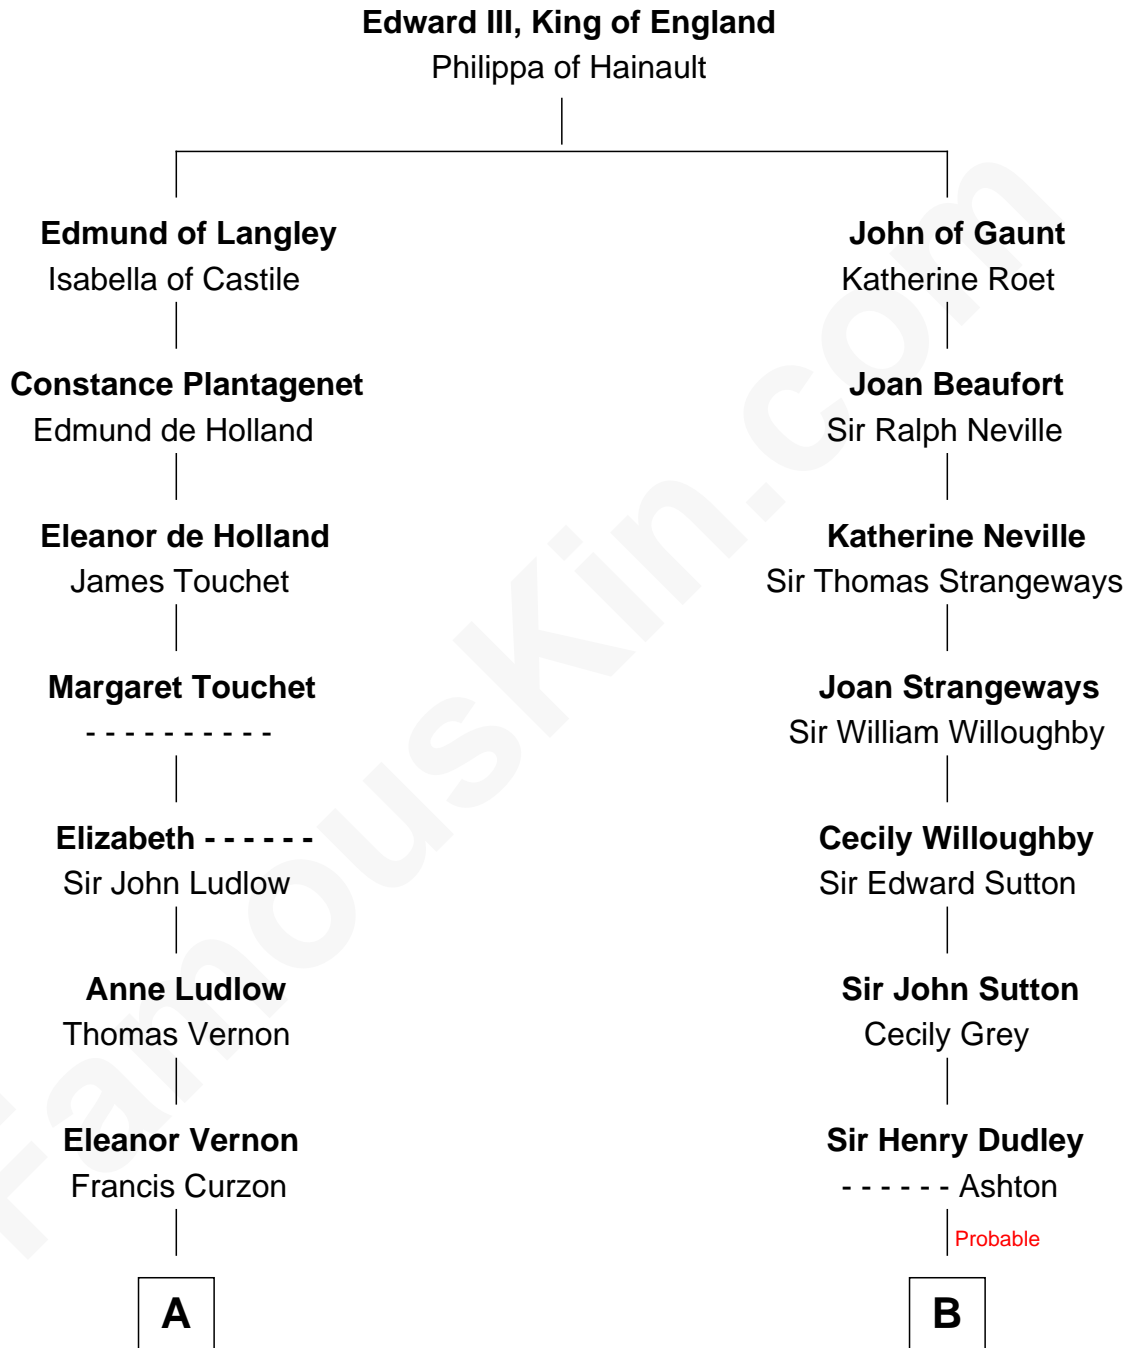 Edward III, King of England
Philippa of Hainault
Edmund of Langley
Isabella of Castile
John of Gaunt
Katherine Roet
Constance Plantagenet
Edmund de Holland
Joan Beaufort
Sir Ralph Neville
Eleanor de Holland
James Touchet
Katherine Neville
Sir Thomas Strangeways
Margaret Touchet
- - - - - - - - - -
Joan Strangeways
Sir William Willoughby
Elizabeth - - - - - -
Sir John Ludlow
Cecily Willoughby
Sir Edward Sutton
Anne Ludlow
Thomas Vernon
Sir John Sutton
Cecily Grey
Eleanor Vernon
Francis Curzon
Sir Henry Dudley
- - - - - - Ashton
Probable
A
B
FamousKin.com